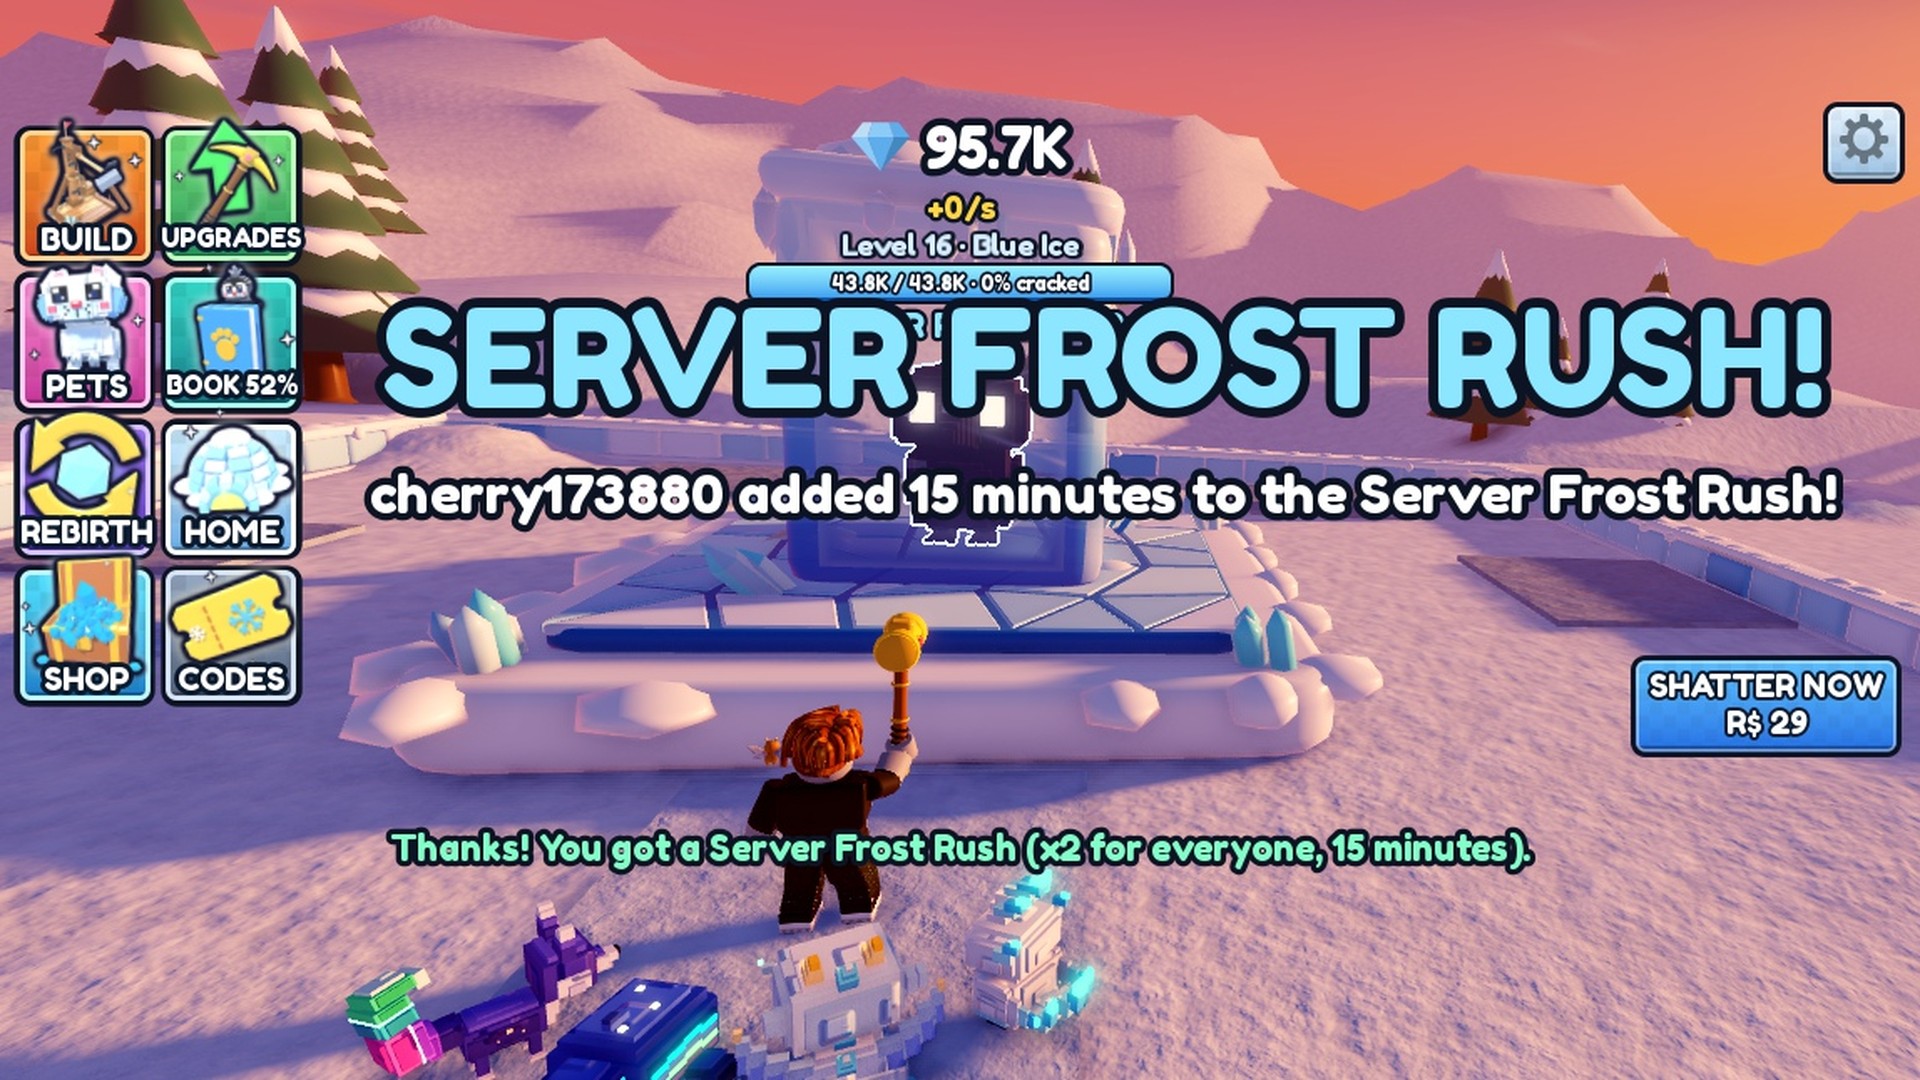 95.7K
+0/s
Level 16 · Blue Ice
43.8K / 43.8K · 0% cracked
SERVER FROST RUSH!
cherry173880 added 15 minutes to the Server Frost Rush!
BUILD
UPGRADES
PETS
BOOK 52%
REBIRTH
HOME
SHOP
CODES
SHATTER NOW
R$ 29
Thanks! You got a Server Frost Rush (x2 for everyone, 15 minutes).